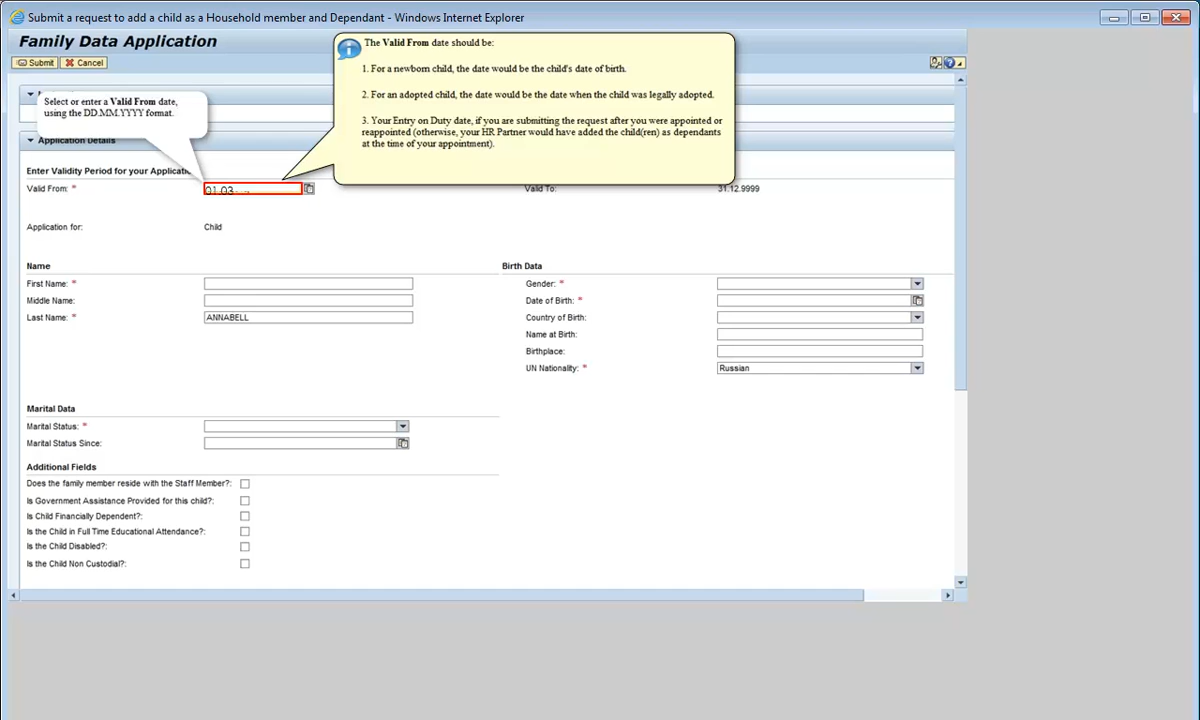 Submit a request to add a child as a Household member and Dependant - Windows Internet Explorer
Family Data Application
Submit Cancel
The Valid From date should be:
1. For a newborn child, the date would be the child's date of birth.
2. For an adopted child, the date would be the date when the child was legally adopted.
3. Your Entry on Duty date, if you are submitting the request after you were appointed or
reappointed (otherwise, your HR Partner would have added the child(ren) as dependants
at the time of your appointment).
Select or enter a Valid From date,
using the DD.MM.YYYY format.
Application Details
Enter Validity Period for your
Valid From: * 01.03 Valid To: 31.12.9999
Application for: Child
Name
First Name: *
Middle Name:
Last Name: * ANNABELL
Birth Data
Gender: *
Date of Birth: *
Country of Birth:
Name at Birth:
Birthplace:
UN Nationality: * Russian
Marital Data
Marital Status: *
Marital Status Since:
Additional Fields
Does the family member reside with the Staff Member?:
Is Government Assistance Provided for this child?:
Is Child Financially Dependent?:
Is the Child in Full Time Educational Attendance?:
Is the Child Disabled?:
Is the Child Non Custodial?: